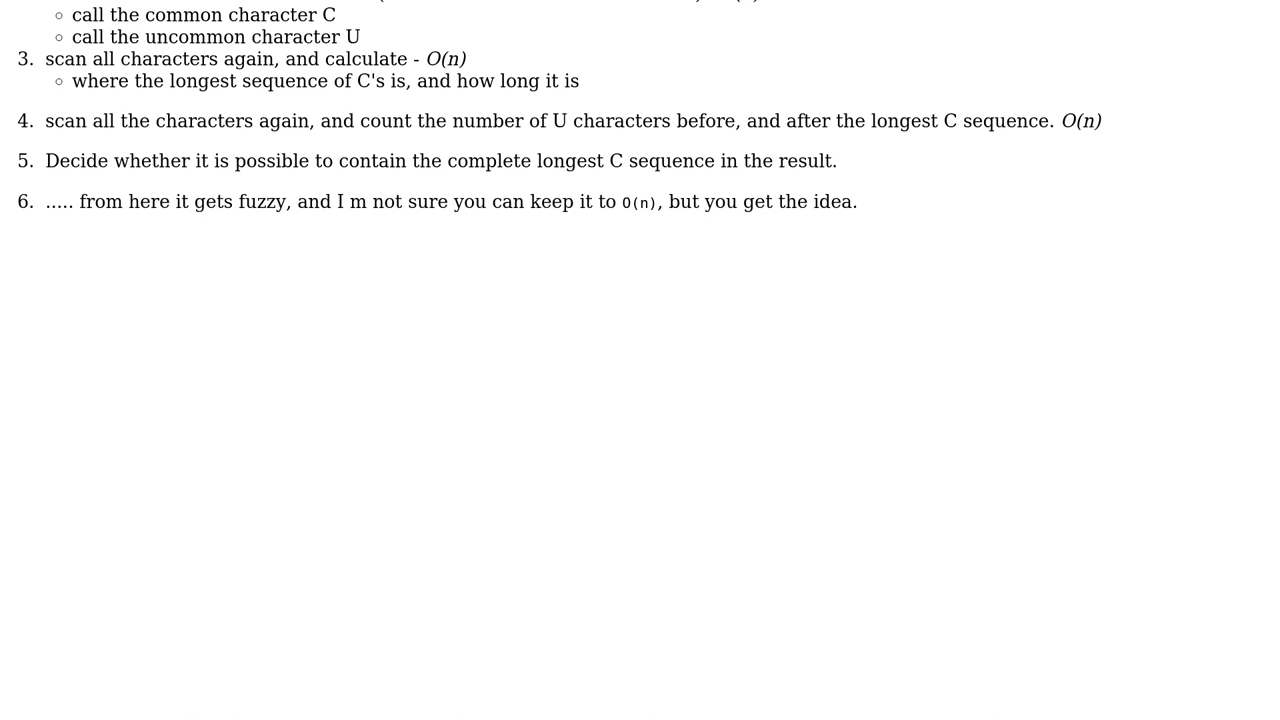 ◦ call the common character C
◦ call the uncommon character U
3. scan all characters again, and calculate - O(n)
◦ where the longest sequence of C's is, and how long it is
4. scan all the characters again, and count the number of U characters before, and after the longest C sequence. O(n)
5. Decide whether it is possible to contain the complete longest C sequence in the result.
6. ..... from here it gets fuzzy, and I m not sure you can keep it to O(n), but you get the idea.